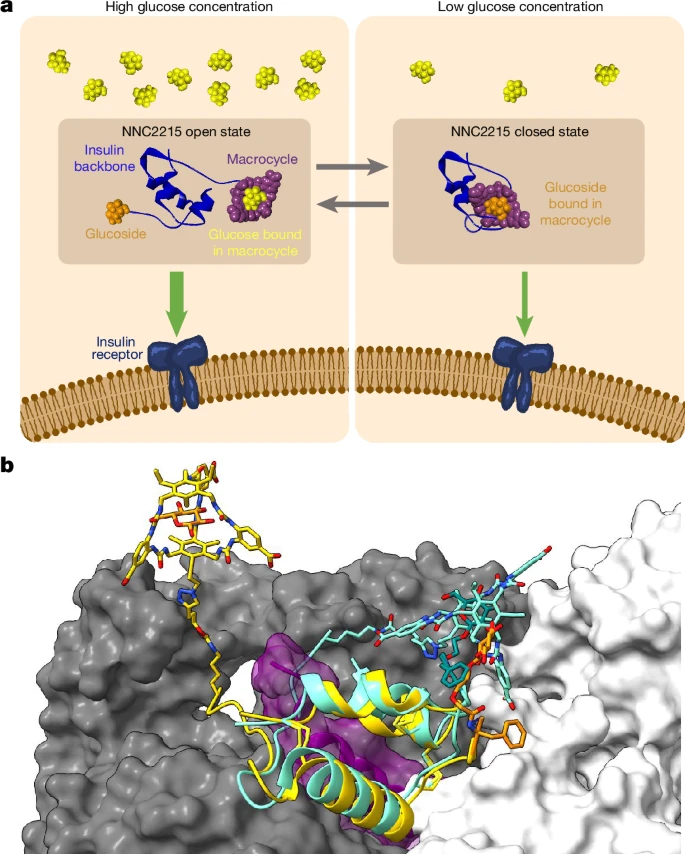 a
High glucose concentration
Low glucose concentration
NNC2215 open state
Insulin
backbone
Macrocycle
Glucoside
Glucose bound
in macrocycle
NNC2215 closed state
Glucoside
bound in
macrocycle
Insulin
receptor
b